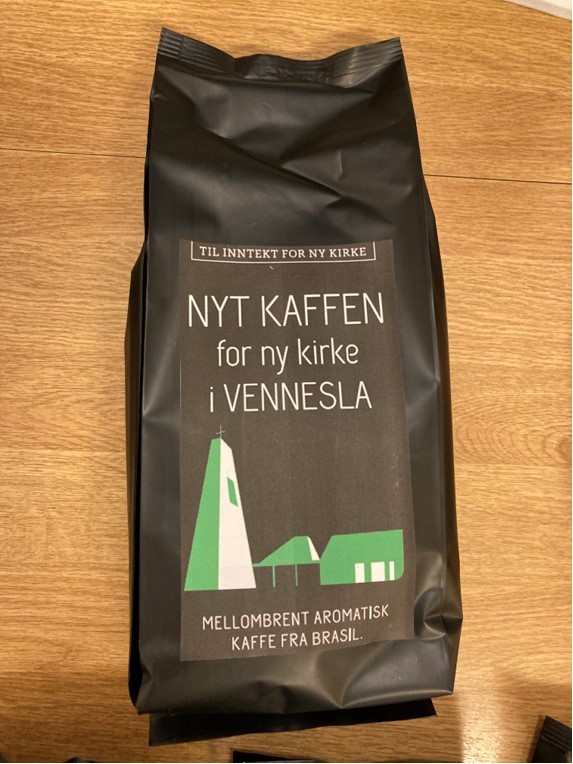 TIL INNTEKT FOR NY KIRKE
NYT KAFFEN
for ny kirke
i VENNESLA
MELLOMBRENT AROMATISK
KAFFE FRA BRASIL.